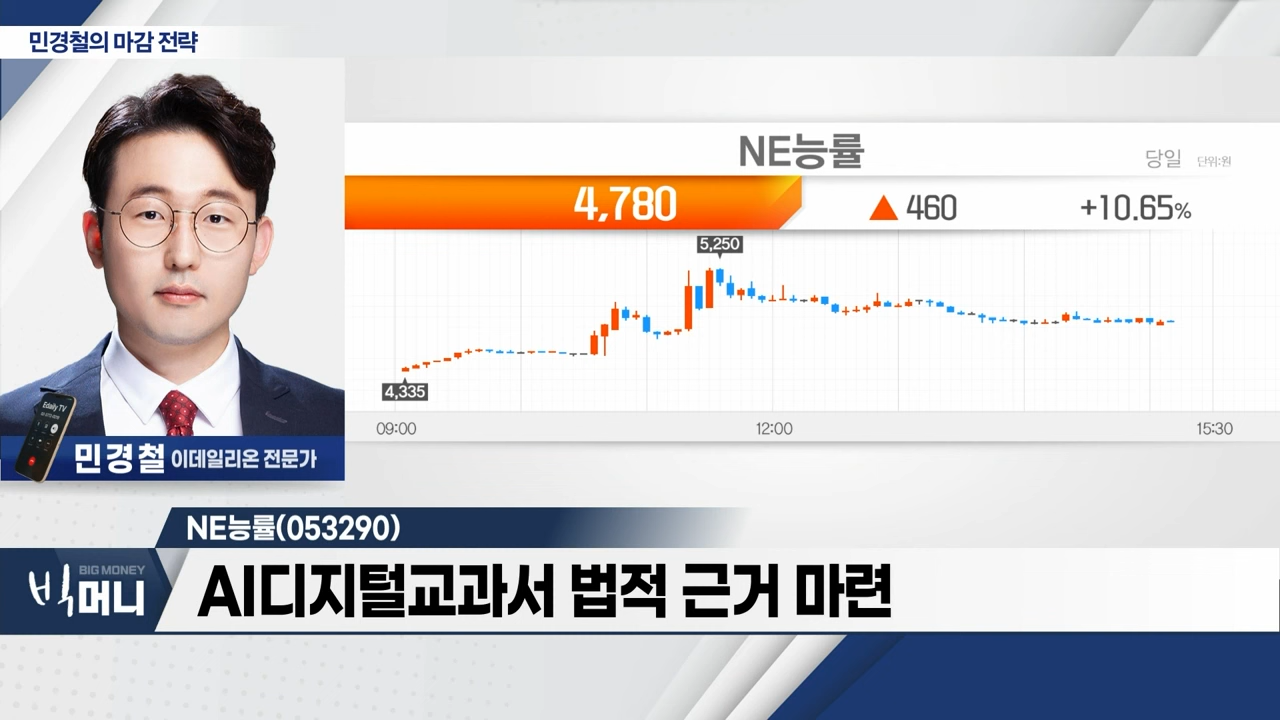 민경철의 마감 전략
NE능률
당일 단위:원
4,780 ▲ 460 +10.65%
5,250
4,335
09:00 12:00 15:30
Edaily TV
민경철 이데일리온 전문가
NE능률(053290)
BIG MONEY
빅머니
AI디지털교과서 법적 근거 마련